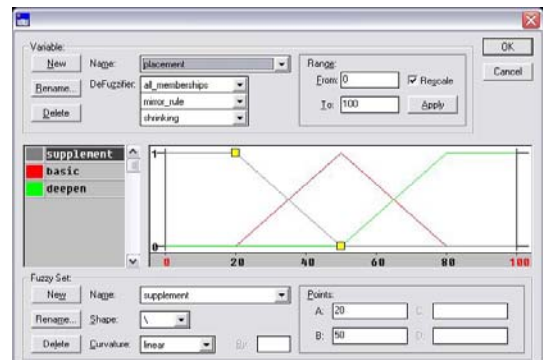 Variable:
New Name: placement
Rename... DeFuzzifier: all_memberships
mirror_rule
Delete shrinking
Range:
From: 0 Rescale
To: 100 Apply
OK
Cancel
supplement
basic
deepen
1
0
0 20 40 60 80 100
Fuzzy Set:
New Name: supplement
Rename... Shape: \
Delete Curvature: linear By:
Points:
A: 20 C:
B: 50 D: